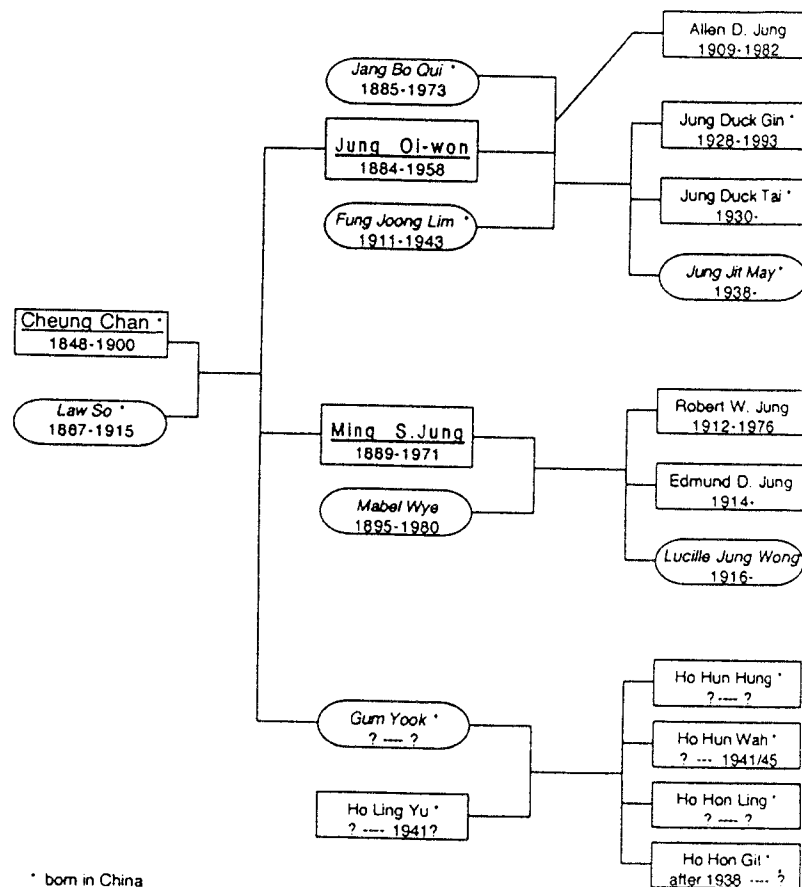 Allen D. Jung
1909-1982
Jang Bo Qui *
1885-1973
Jung Oi-won
1884-1958
Fung Joong Lim *
1911-1943
Jung Duck Gin *
1928-1993
Jung Duck Tai *
1930-
Jung Jit May *
1938-
Cheung Chan *
1848-1900
Law So *
1867-1915
Ming S.Jung
1889-1971
Mabel Wye
1895-1980
Robert W. Jung
1912-1976
Edmund D. Jung
1914-
Lucille Jung Wong
1916-
Gum Yook *
? ---- ?
Ho Ling Yu *
? ---- 1941?
Ho Hun Hung *
? ---- ?
Ho Hun Wah *
? --- 1941/45
Ho Hon Ling *
? ---- ?
Ho Hon Git *
after 1938 ---- ?
* born in China